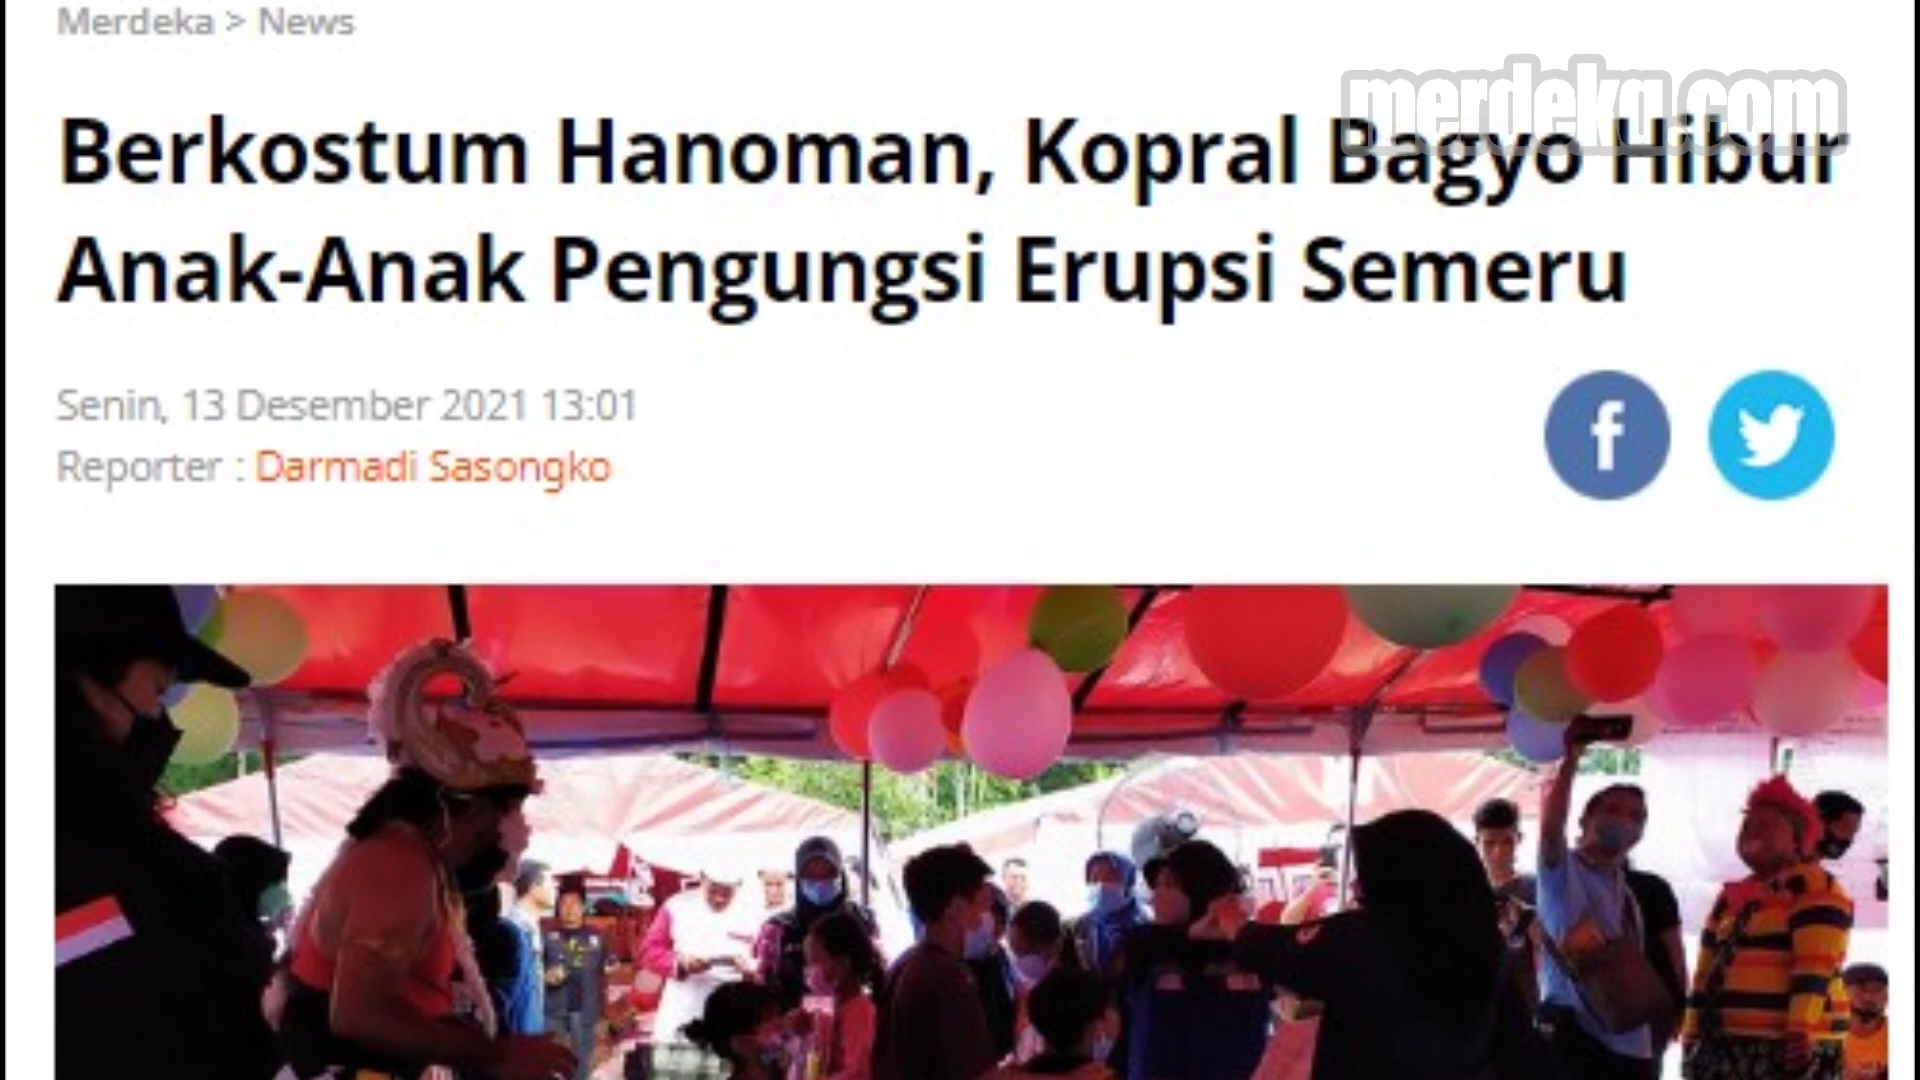 Merdeka > News
merdeka.com
Berkostum Hanoman, Kopral Bagyo Hibur
Anak-Anak Pengungsi Erupsi Semeru
Senin, 13 Desember 2021 13:01
Reporter : Darmadi Sasongko